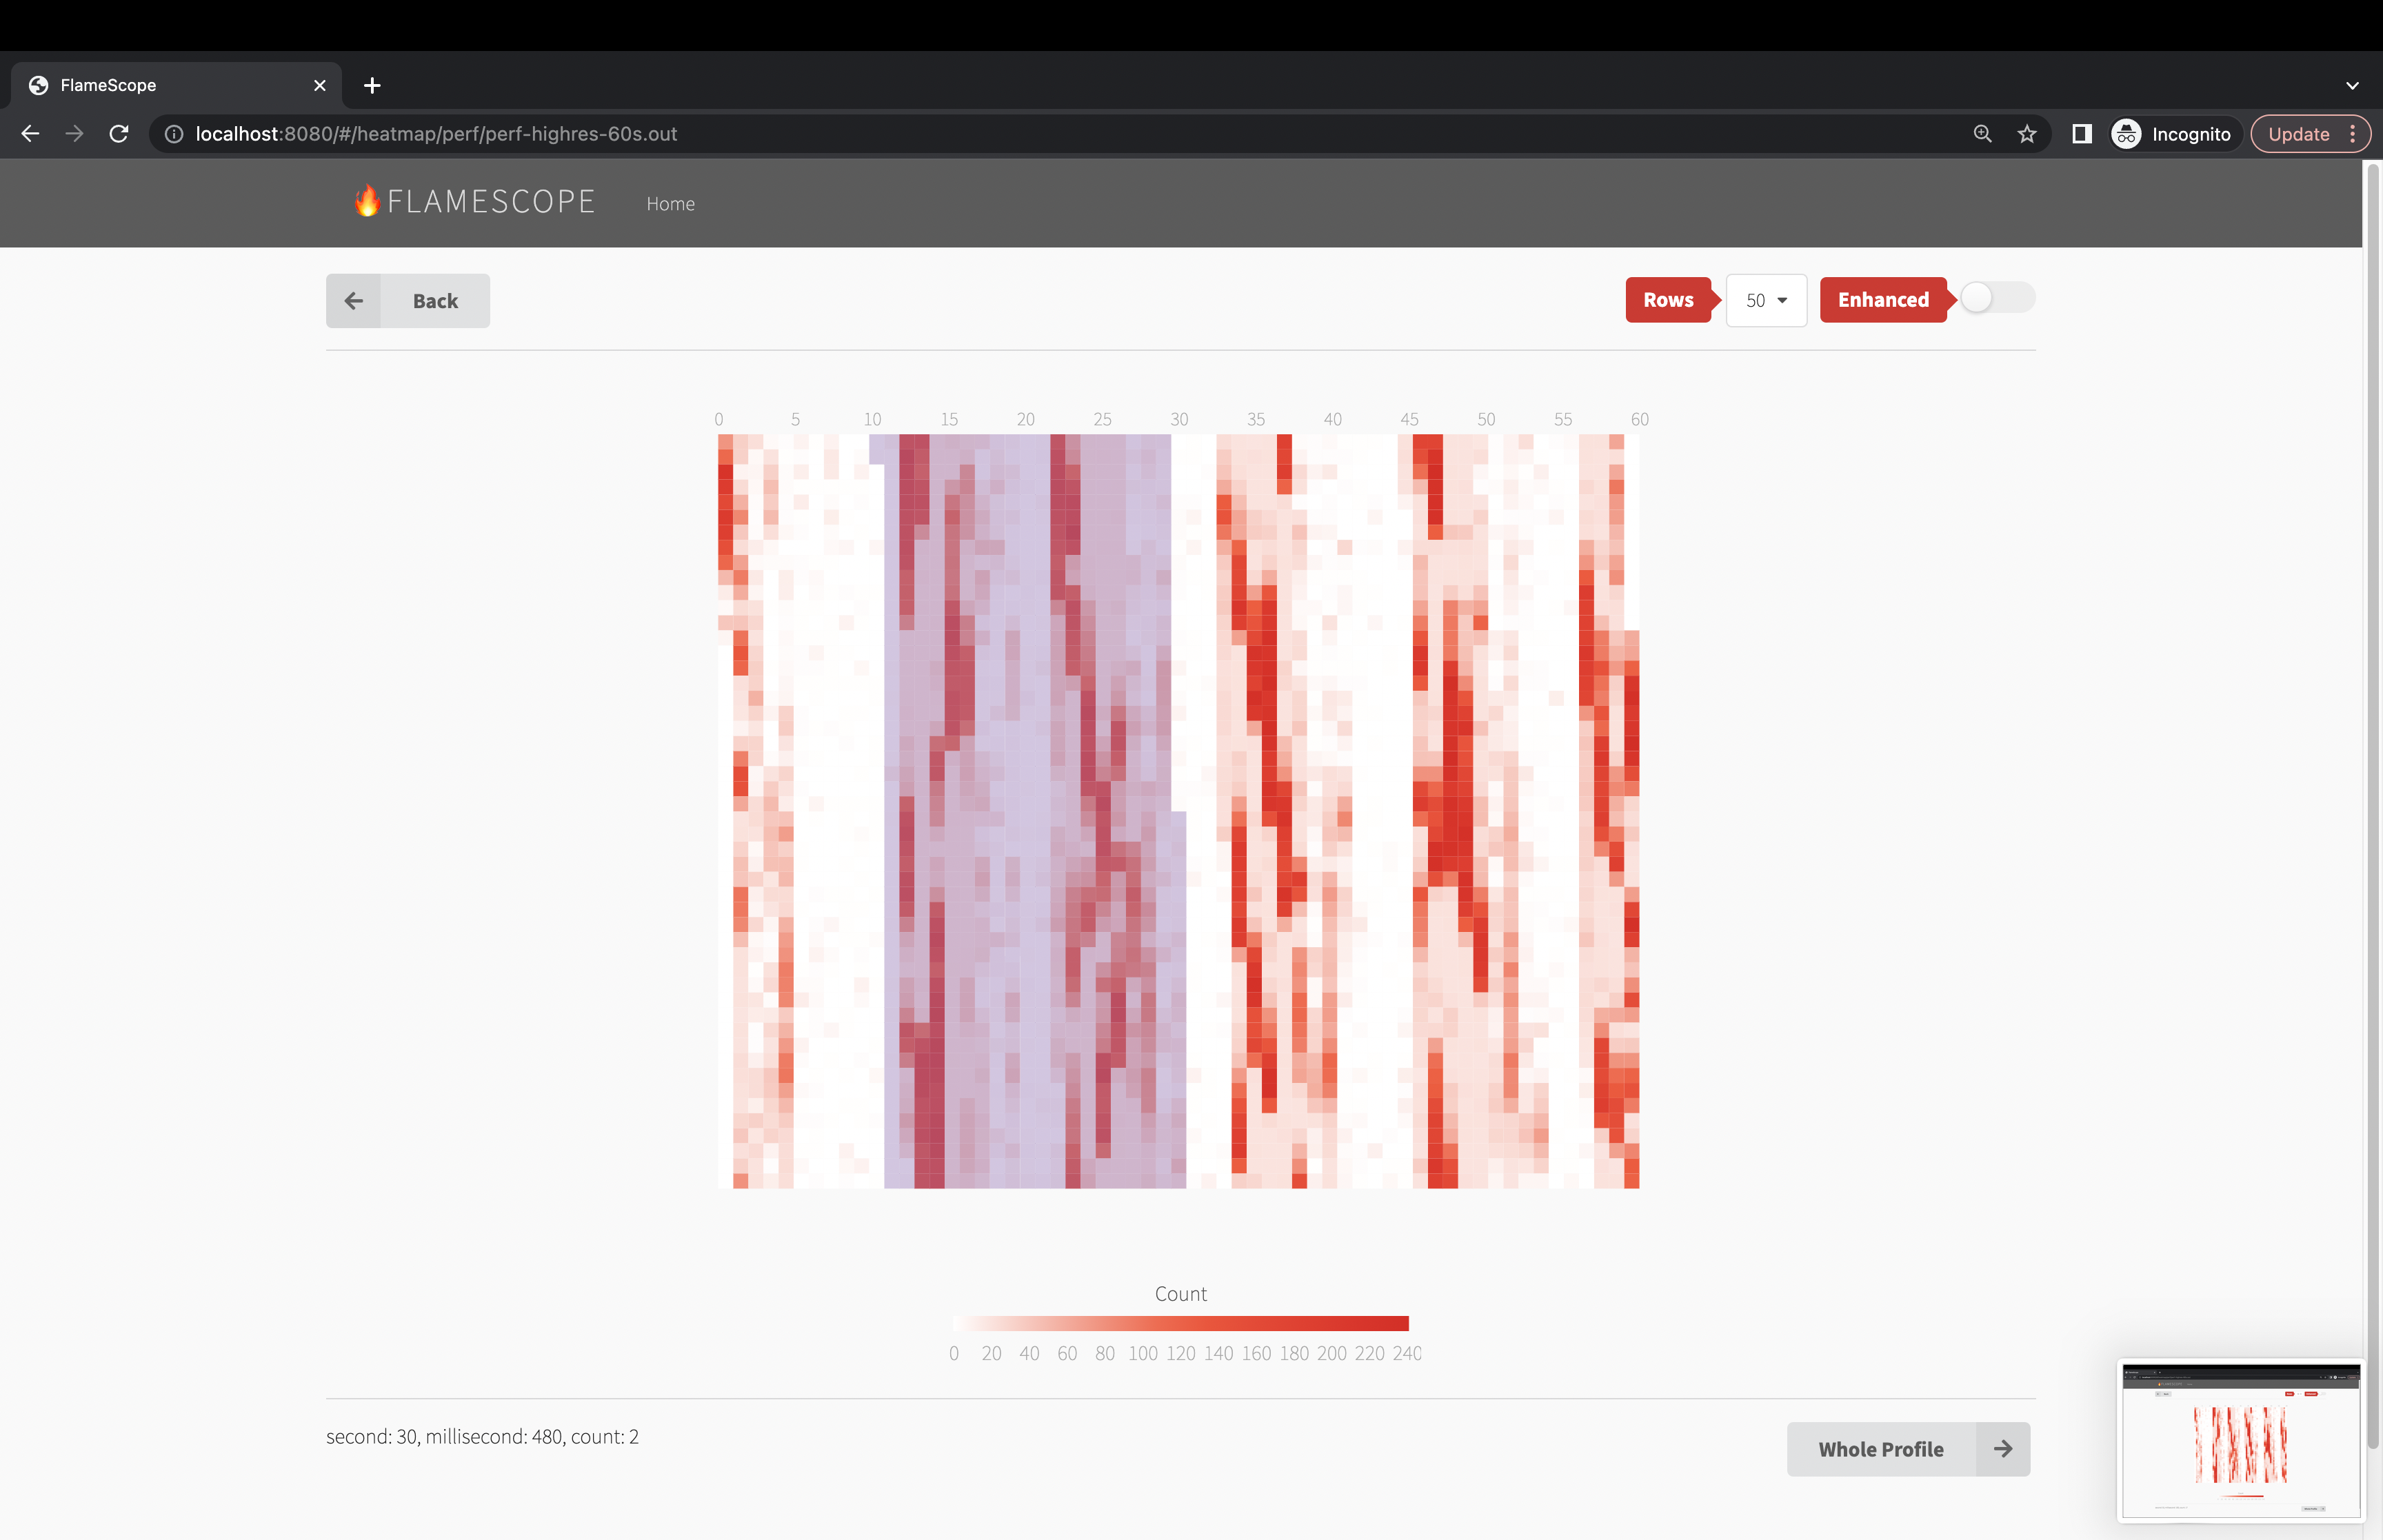 FlameScope
localhost:8080/#/heatmap/perf/perf-highres-60s.out
Incognito
Update
FLAMESCOPE
Home
Back
Rows
50
Enhanced
0 5 10 15 20 25 30 35 40 45 50 55 60
Count
0 20 40 60 80 100 120 140 160 180 200 220 240
second: 30, millisecond: 480, count: 2
Whole Profile